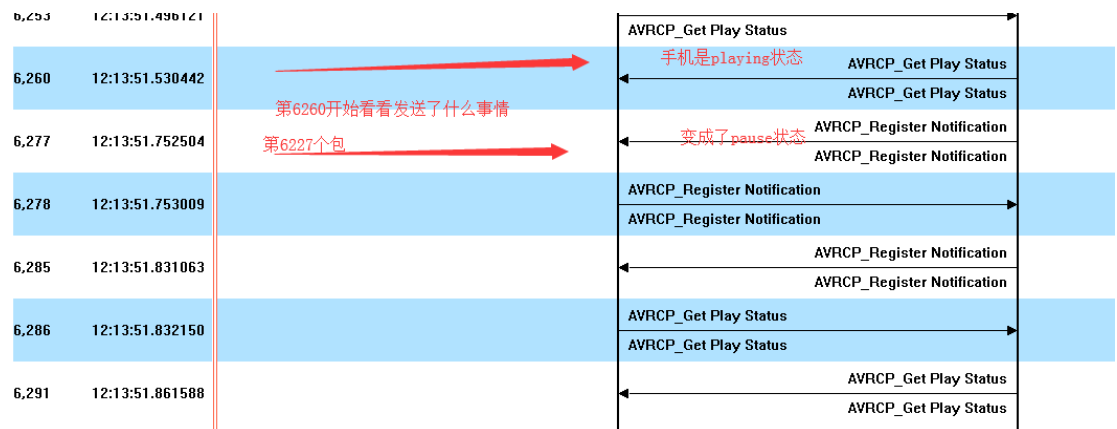 6,253 12:13:51.496121
AVRCP_Get Play Status
手机是playing状态
AVRCP_Get Play Status
6,260 12:13:51.530442
AVRCP_Get Play Status
第6260开始看看发送了什么事情
AVRCP_Register Notification
6,277 12:13:51.752504
第6227个包
变成了pause状态
AVRCP_Register Notification
AVRCP_Register Notification
6,278 12:13:51.753009
AVRCP_Register Notification
AVRCP_Register Notification
6,285 12:13:51.831063
AVRCP_Register Notification
AVRCP_Get Play Status
6,286 12:13:51.832150
AVRCP_Get Play Status
AVRCP_Get Play Status
6,291 12:13:51.861588
AVRCP_Get Play Status